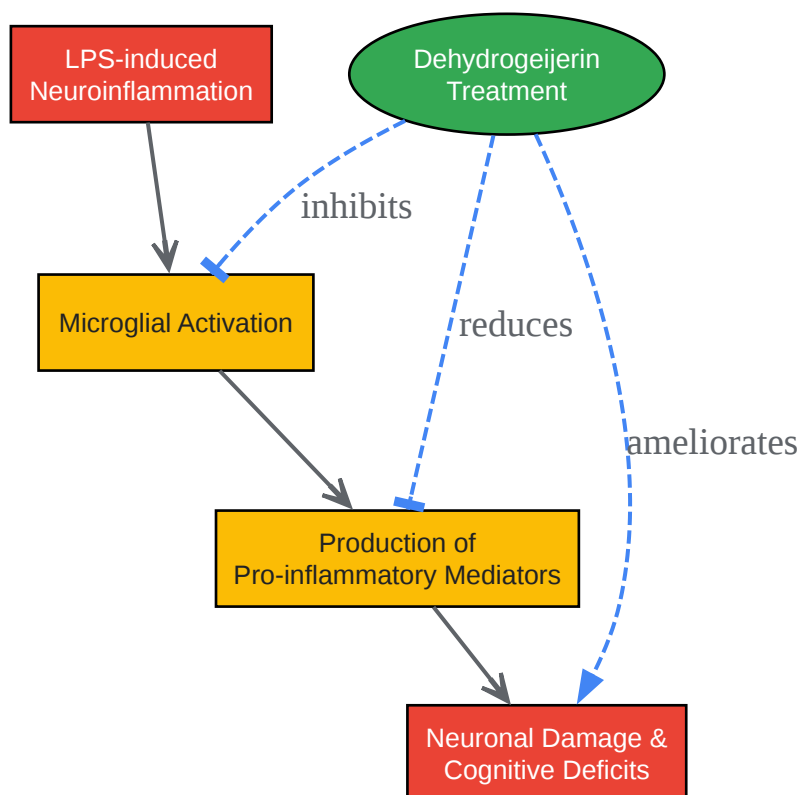 LPS-induced
Neuroinflammation
Dehydrogeijerin
Treatment
inhibits
Microglial Activation
reduces
ameliorates
Production of
Pro-inflammatory Mediators
Neuronal Damage &
Cognitive Deficits